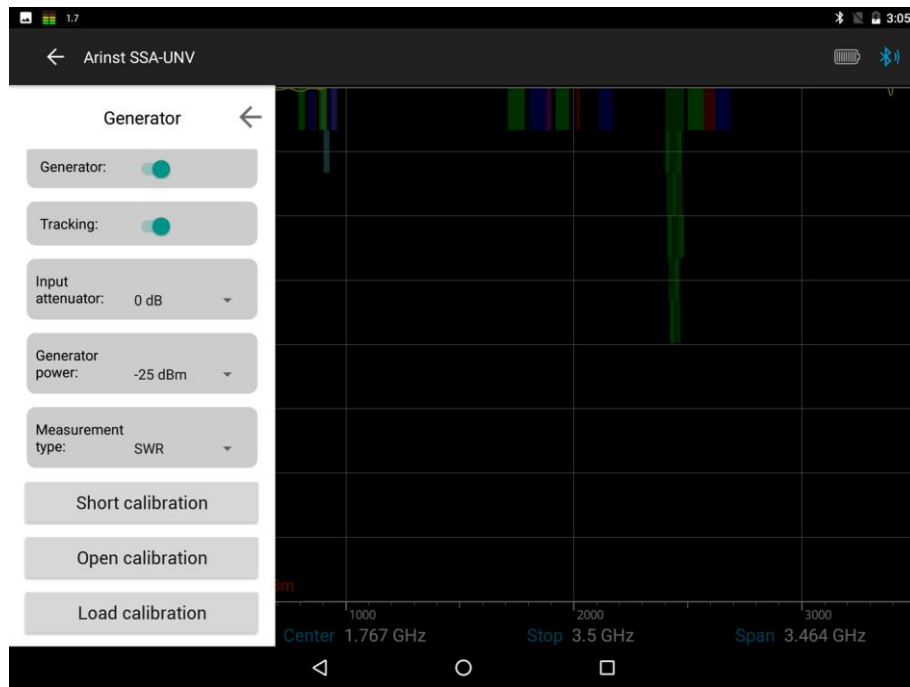 1.7
3:05
Arinst SSA-UNV
Generator
Generator:
Tracking:
Input
attenuator: 0 dB
Generator
power: -25 dBm
Measurement
type: SWR
Short calibration
Open calibration
Load calibration
1000 2000 3000
Center 1.767 GHz Stop 3.5 GHz Span 3.464 GHz